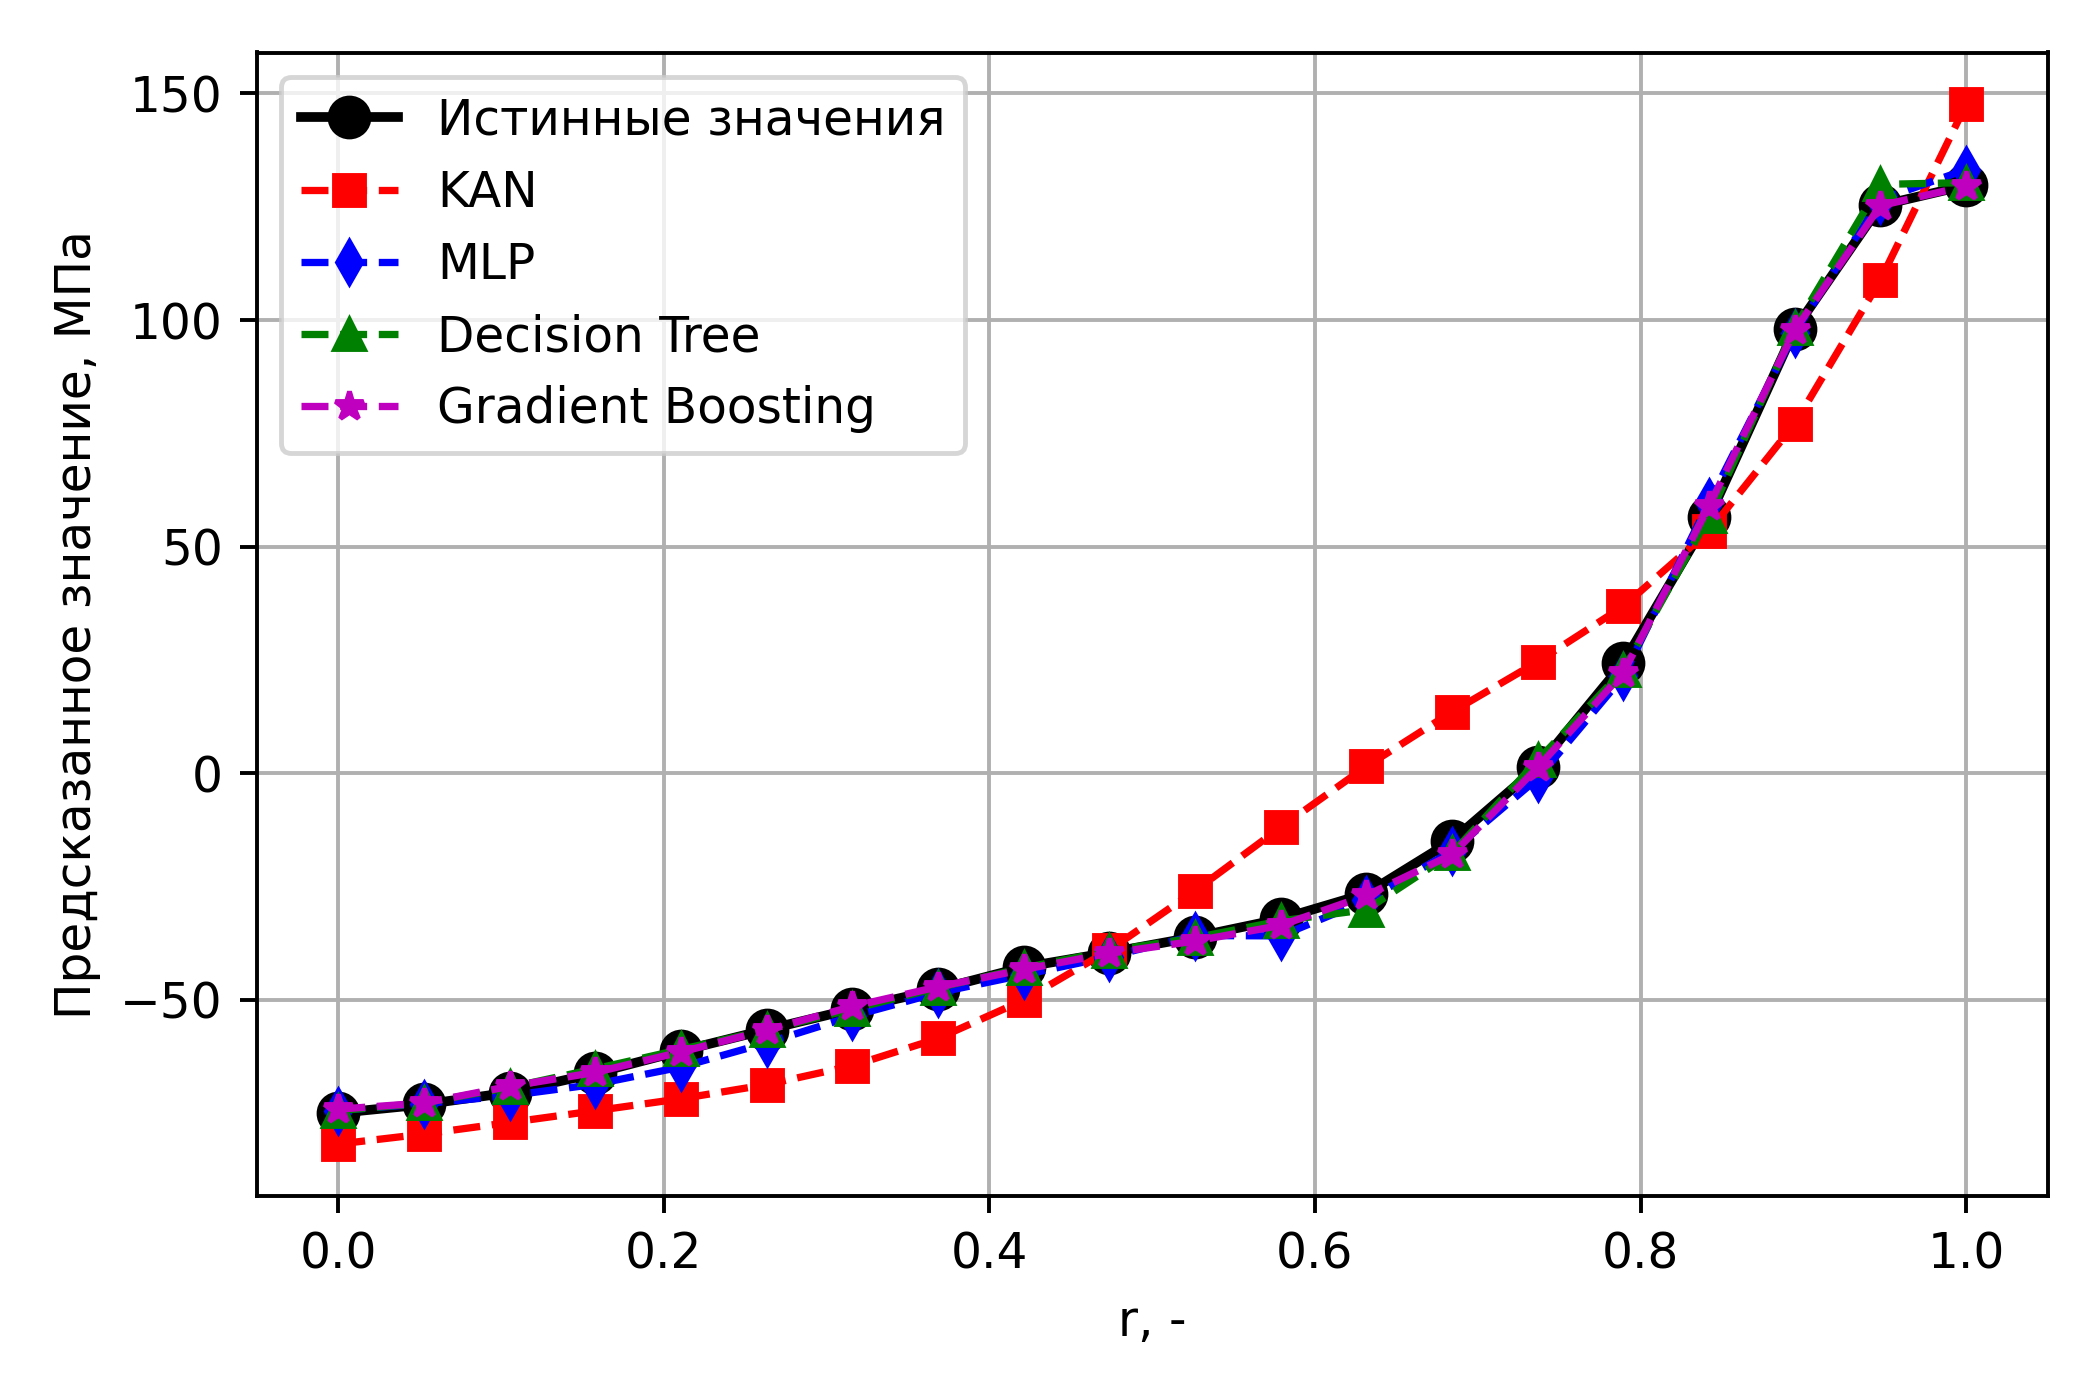 Предсказанное значение, МПа
150
100
50
0
−50
Истинные значения
KAN
MLP
Decision Tree
Gradient Boosting
0.0 0.2 0.4 0.6 0.8 1.0
r, -